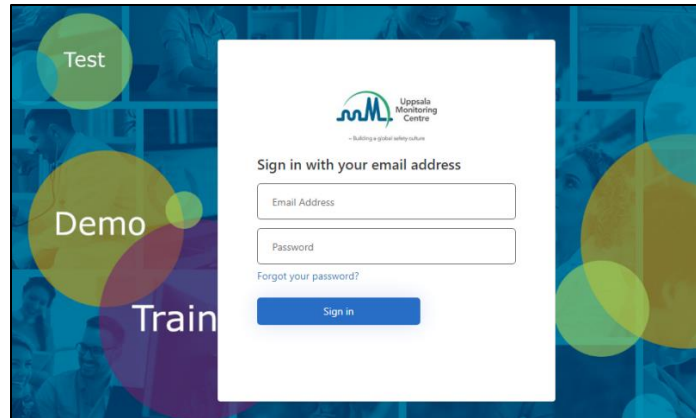 Test
Demo
Train
Uppsala
Monitoring
Centre
– Building a global safety culture
Sign in with your email address
Email Address
Password
Forgot your password?
Sign in